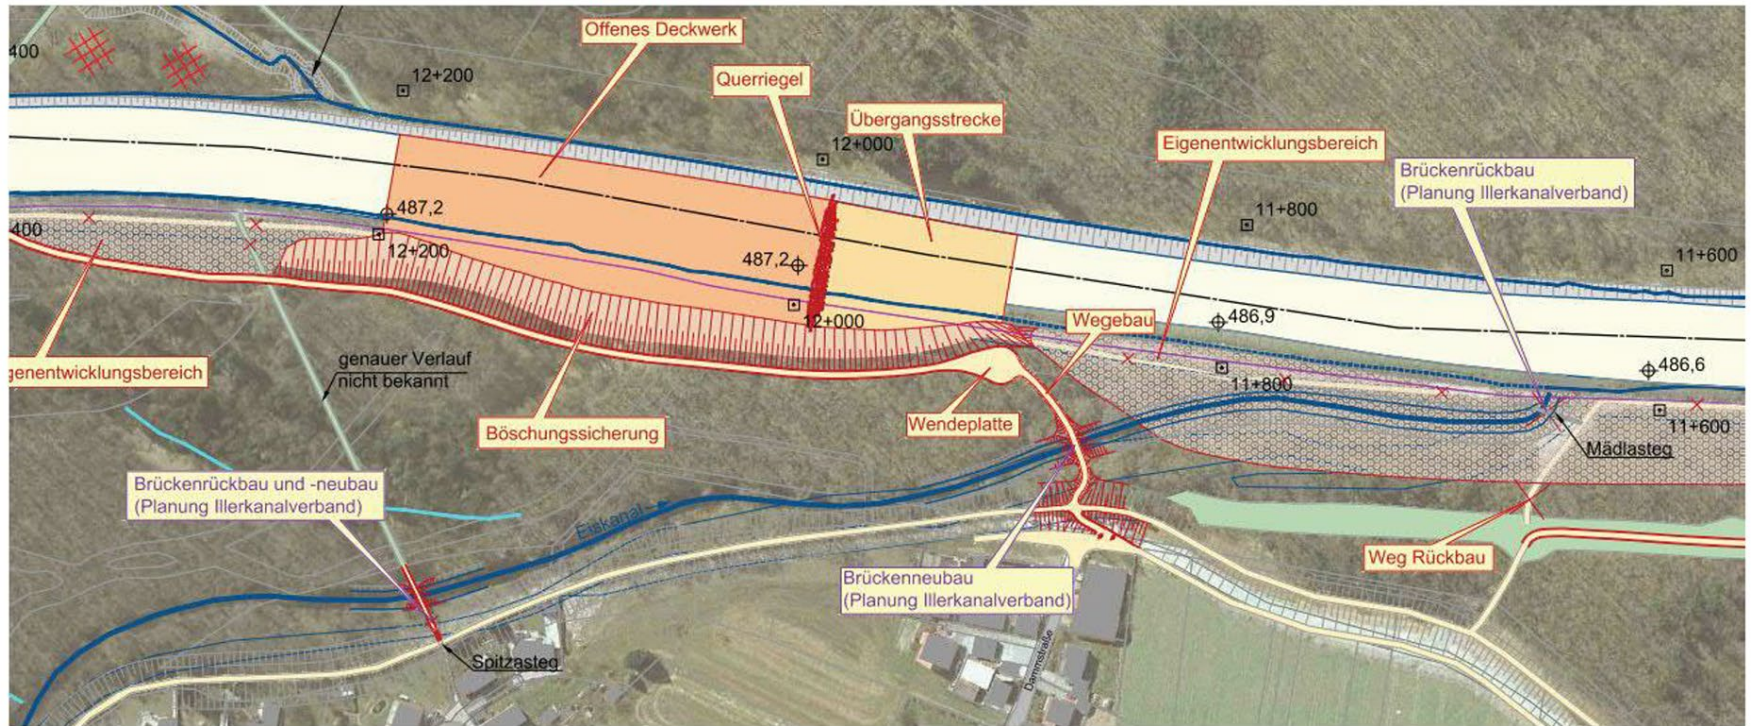 Offenes Deckwerk
400
12+200
Querriegel
Übergangsstrecke
12+000
Eigenentwicklungsbereich
Brückenrückbau
(Planung Illerkanalverband)
487,2
11+800
400
12+200
487,2
11+600
12+000
486,9
Wegebau
genauer Verlauf
nicht bekannt
genentwicklungsbereich
486,6
11+800
Wendeplatte
11+600
Böschungssicherung
Mädlasteg
Brückenrückbau und -neubau
(Planung Illerkanalverband)
Eiskanal
Weg Rückbau
Brückenneubau
(Planung Illerkanalverband)
Spitzasteg
Dammstraße